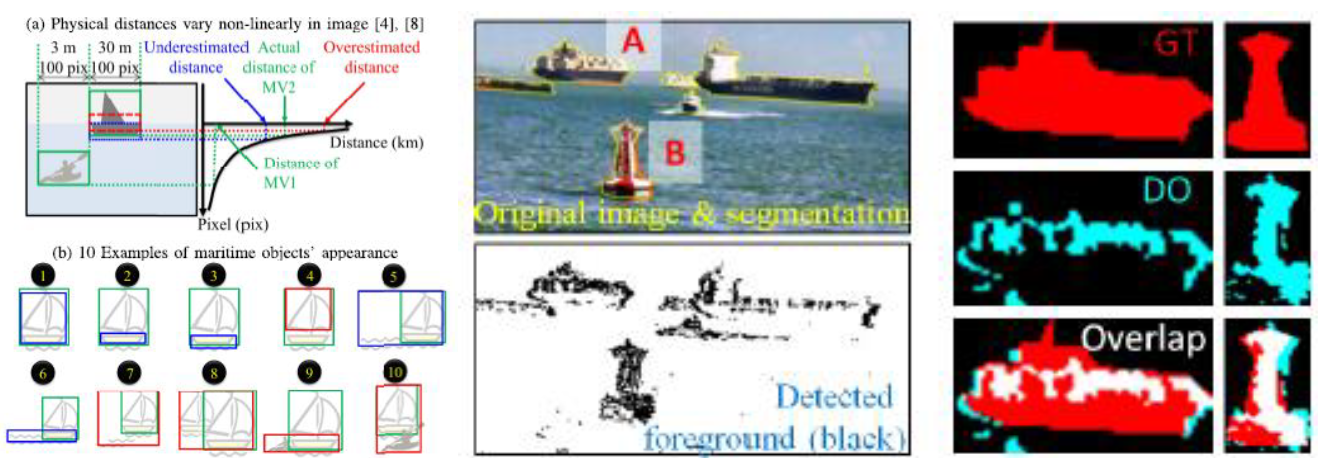 (a) Physical distances vary non-linearly in image [4], [8]
3 m
30 m
100 pix
100 pix
Underestimated
distance
Actual
distance of
MV2
Overestimated
distance
Distance (km)
Distance of
MV1
Pixel (pix)
(b) 10 Examples of maritime objects' appearance
1
2
3
4
5
6
7
8
9
10
A
B
Original image & segmentation
Detected
foreground (black)
GT
DO
Overlap